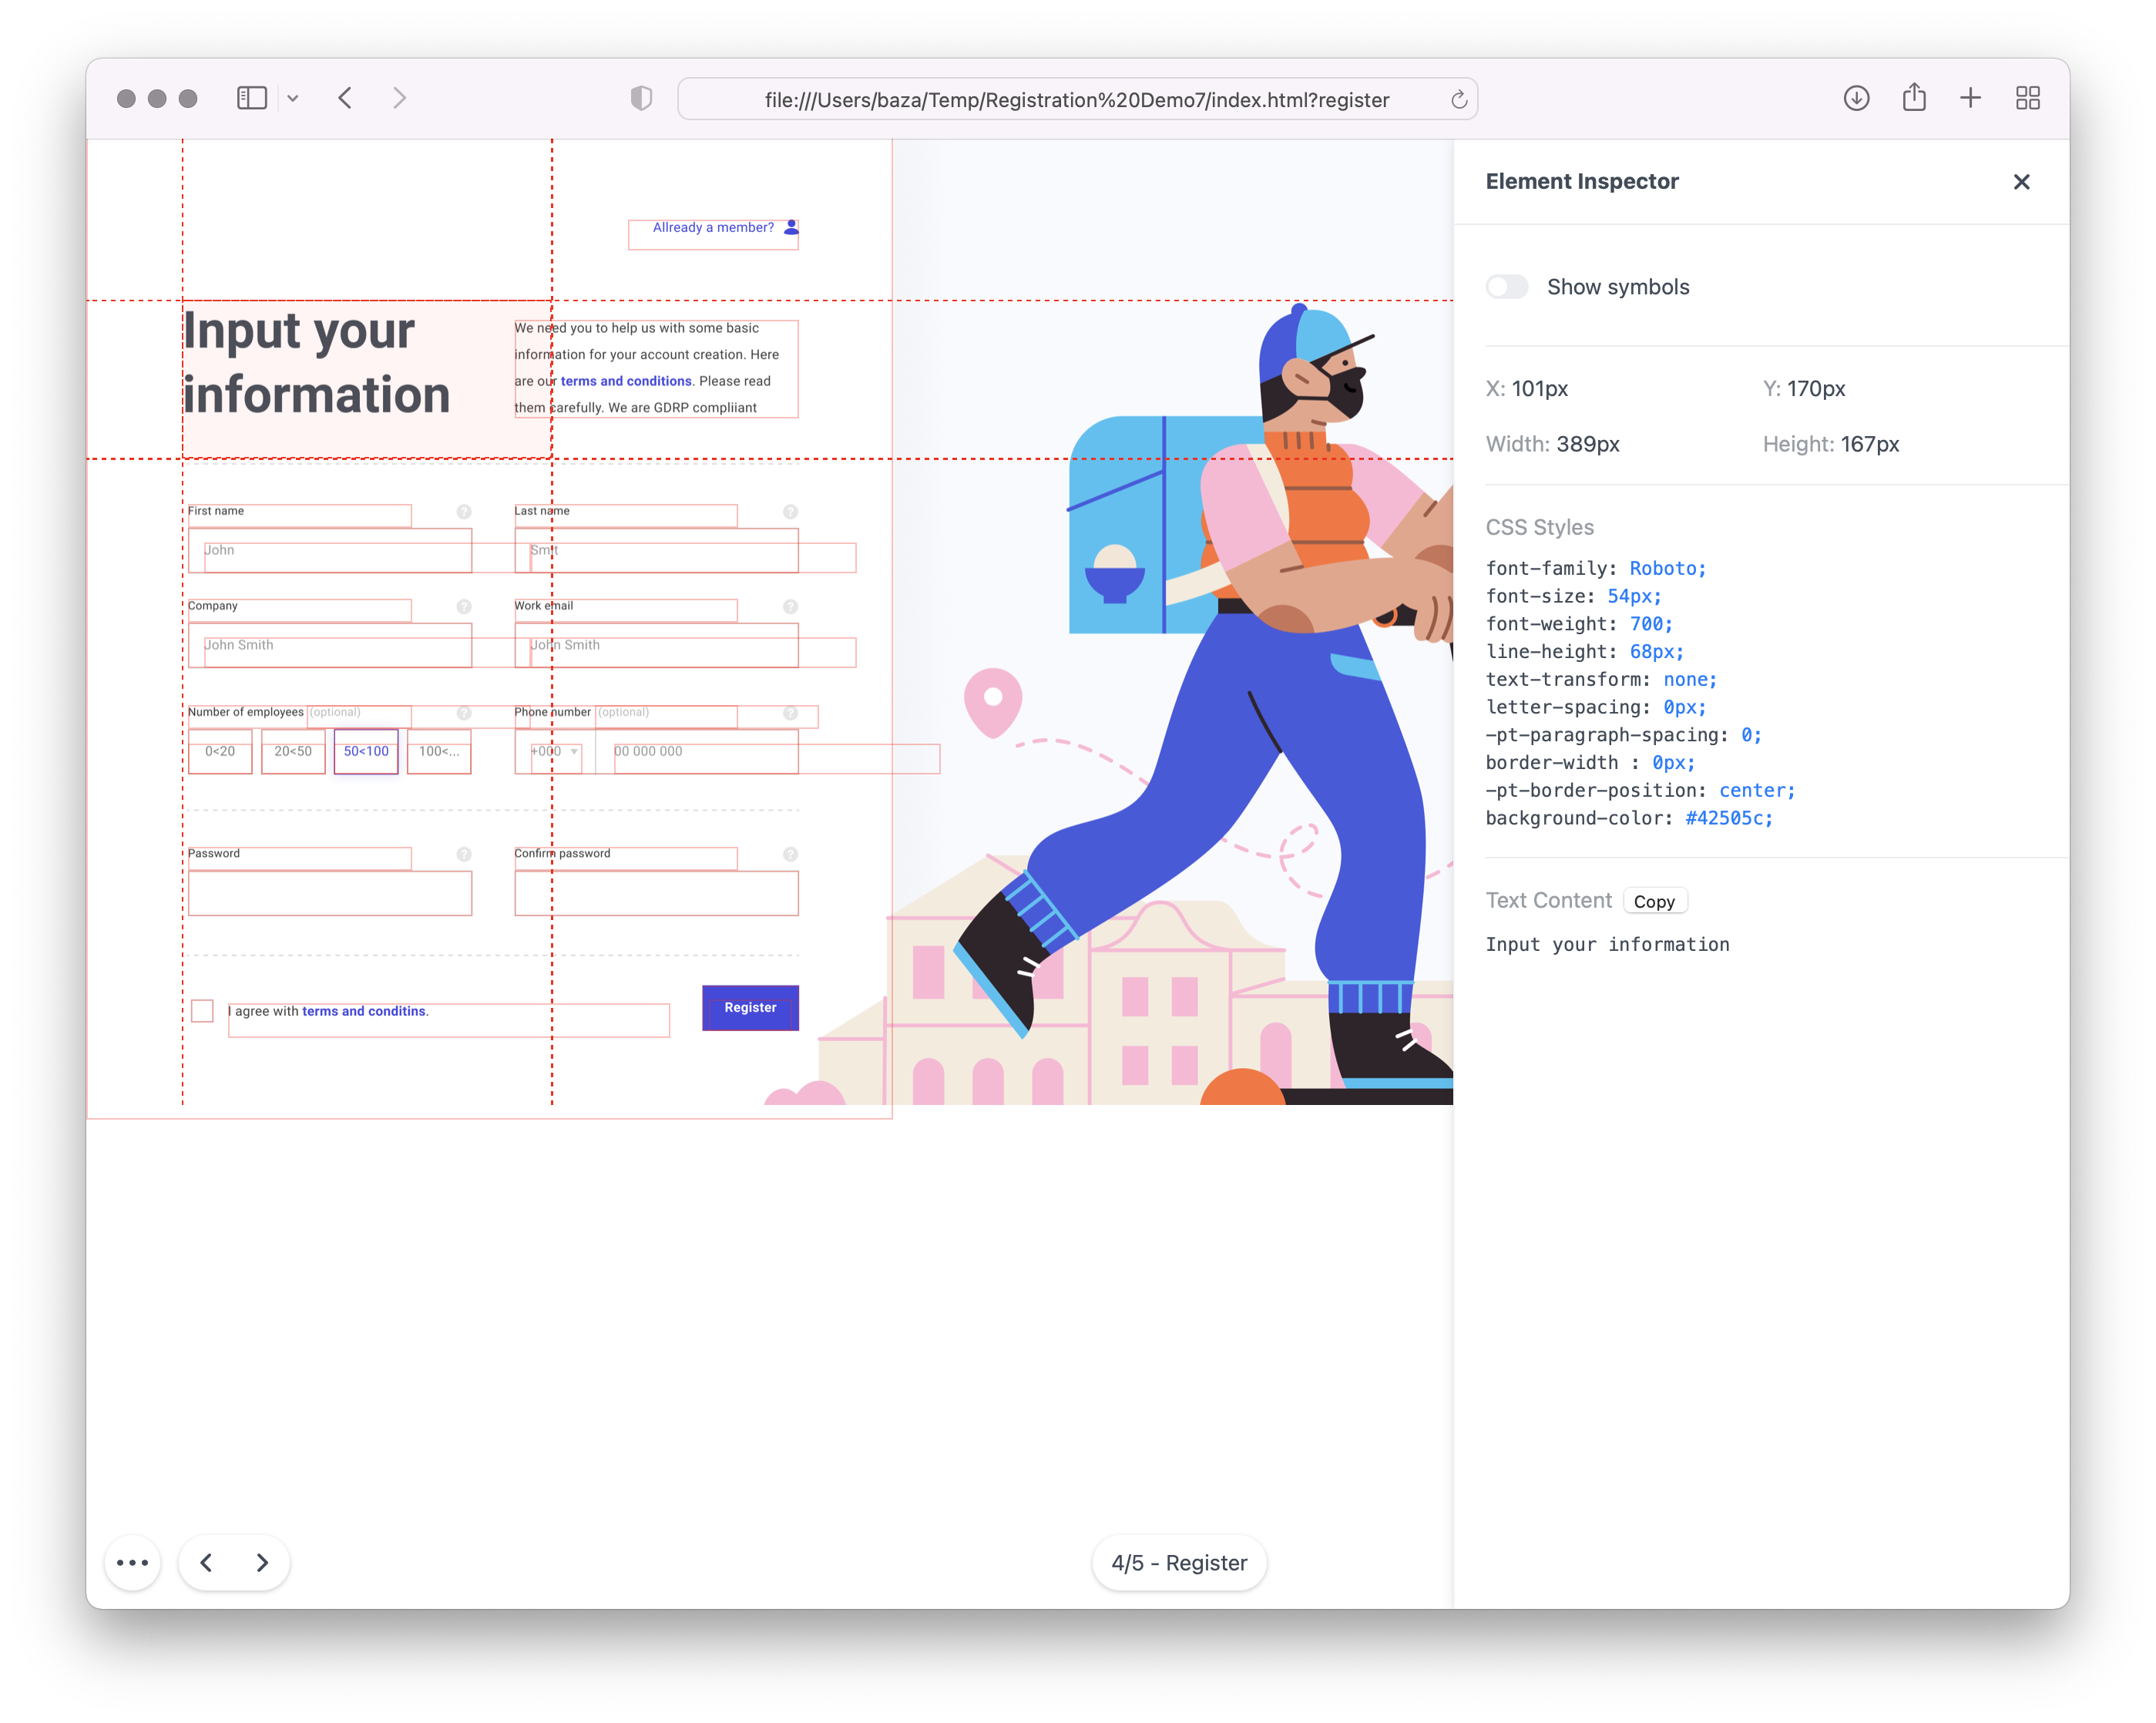 file:///Users/baza/Temp/Registration%20Demo7/index.html?register
Allready a member?
Input your
information
We need you to help us with some basic
information for your account creation. Here
are our terms and conditions. Please read
them carefully. We are GDRP compliiant
First name ?
Last name ?
John
Smit
Company ?
Work email ?
John Smith
John Smith
Number of employees (optional) ?
Phone number (optional) ?
0<20 20<50 50<100 100<...
+000 00 000 000
Password ?
Confirm password ?
I agree with terms and conditins.
Register
4/5 - Register
Element Inspector
Show symbols
X: 101px Y: 170px
Width: 389px Height: 167px
CSS Styles
font-family: Roboto;
font-size: 54px;
font-weight: 700;
line-height: 68px;
text-transform: none;
letter-spacing: 0px;
-pt-paragraph-spacing: 0;
border-width : 0px;
-pt-border-position: center;
background-color: #42505c;
Text Content Copy
Input your information